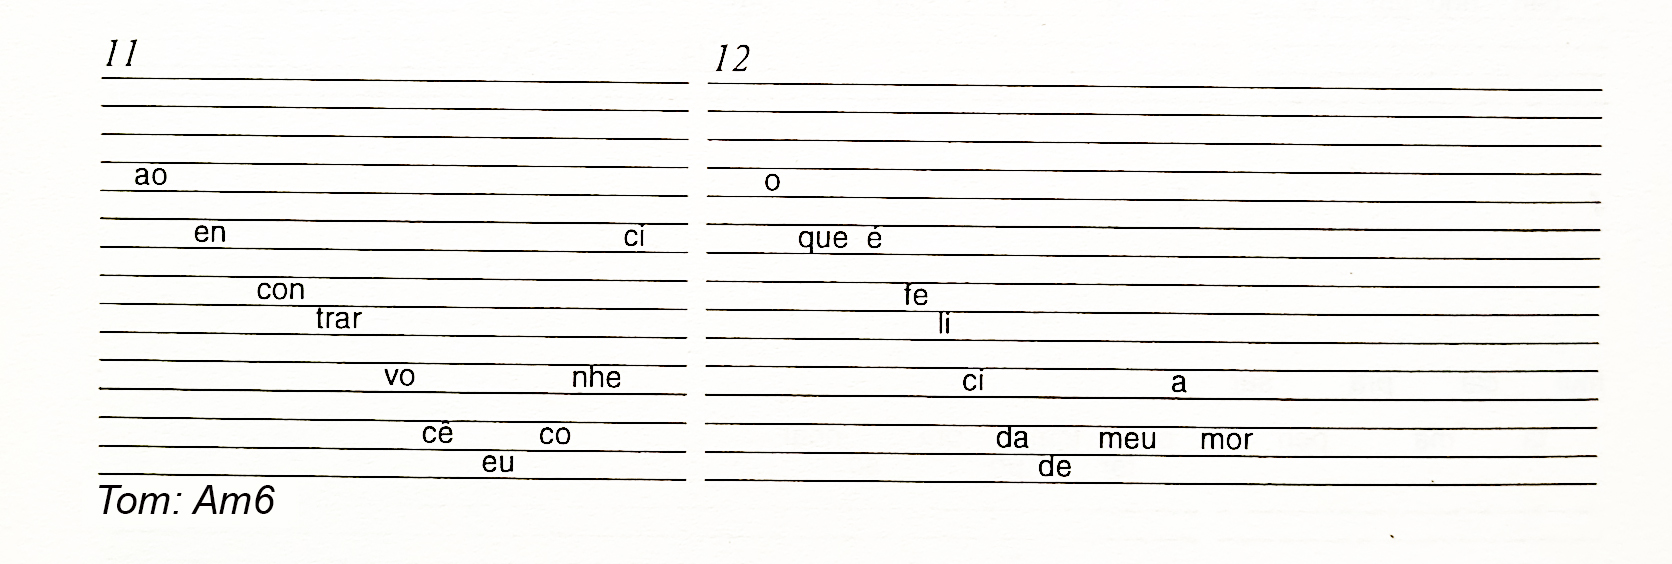 11 12
ao o
en ci que é
con fe
trar li
vo nhe ci a
cê co da meu mor
eu de
Tom: Am6